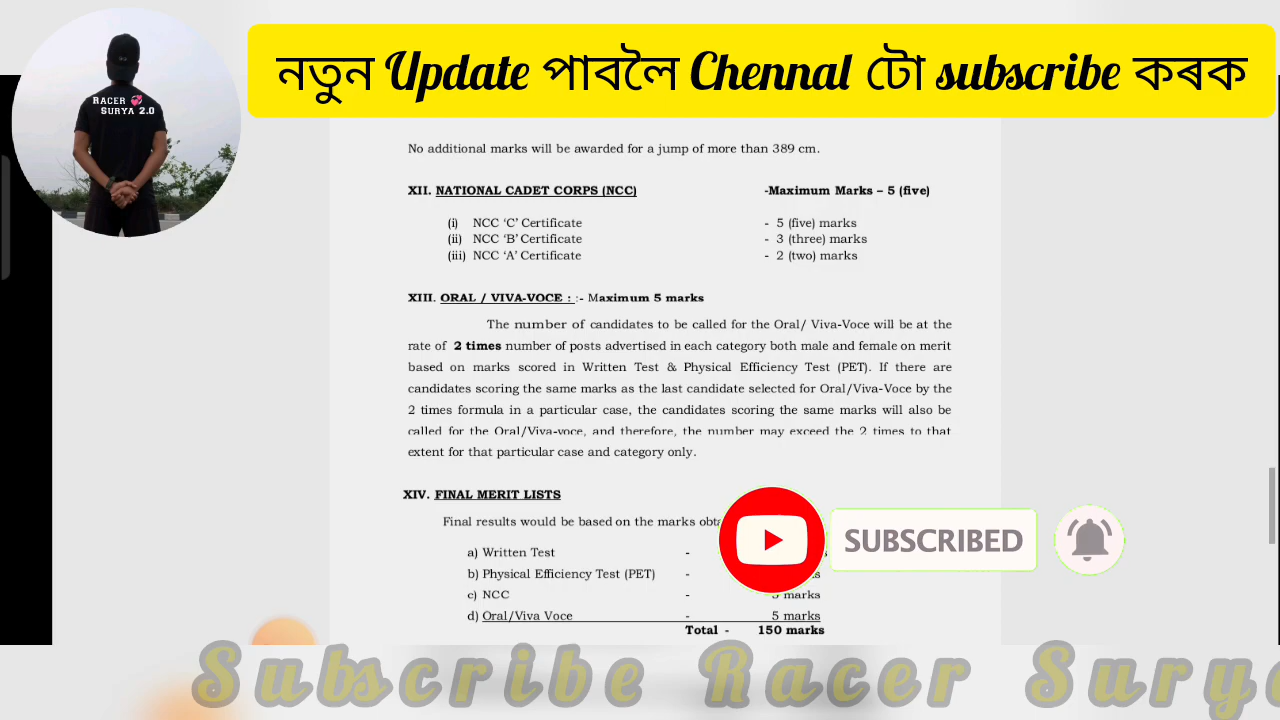 নতুন Update পাবলৈ Chennal টো subscribe কৰক
RACER
SURYA 2.0
No additional marks will be awarded for a jump of more than 389 cm.
XII. NATIONAL CADET CORPS (NCC) -Maximum Marks – 5 (five)
(i) NCC ‘C’ Certificate - 5 (five) marks
(ii) NCC ‘B’ Certificate - 3 (three) marks
(iii) NCC ‘A’ Certificate - 2 (two) marks
XIII. ORAL / VIVA-VOCE : :- Maximum 5 marks
The number of candidates to be called for the Oral/ Viva-Voce will be at the
rate of 2 times number of posts advertised in each category both male and female on merit
based on marks scored in Written Test & Physical Efficiency Test (PET). If there are
candidates scoring the same marks as the last candidate selected for Oral/Viva-Voce by the
2 times formula in a particular case, the candidates scoring the same marks will also be
called for the Oral/Viva-voce, and therefore, the number may exceed the 2 times to that
extent for that particular case and category only.
XIV. FINAL MERIT LISTS
Final results would be based on the marks
a) Written Test -
b) Physical Efficiency Test (PET) -
c) NCC - 5 marks
d) Oral/Viva Voce - 5 marks
Total - 150 marks
SUBSCRIBED
Subscribe Racer Surya